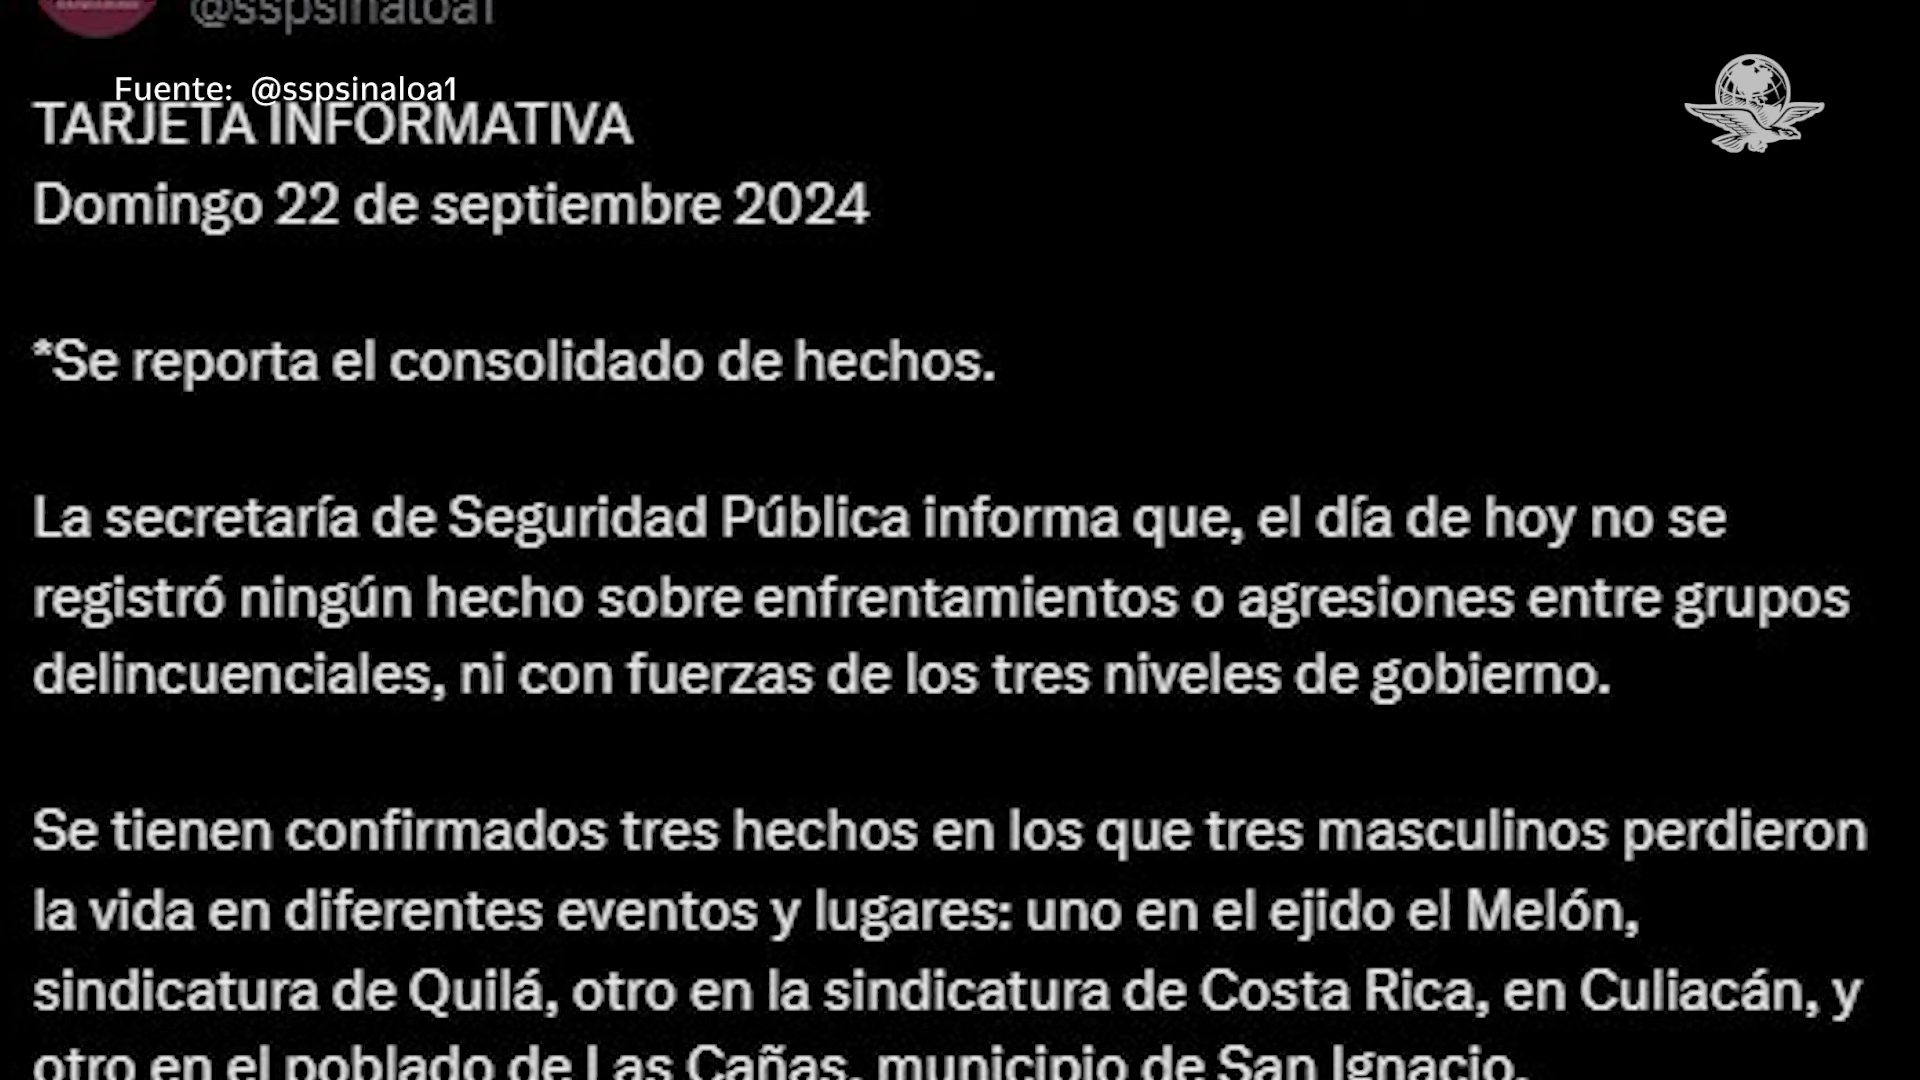 @sspsinaloa1
Fuente: @sspsinaloa1
TARJETA INFORMATIVA
Domingo 22 de septiembre 2024
*Se reporta el consolidado de hechos.
La secretaría de Seguridad Pública informa que, el día de hoy no se
registró ningún hecho sobre enfrentamientos o agresiones entre grupos
delincuenciales, ni con fuerzas de los tres niveles de gobierno.
Se tienen confirmados tres hechos en los que tres masculinos perdieron
la vida en diferentes eventos y lugares: uno en el ejido el Melón,
sindicatura de Quilá, otro en la sindicatura de Costa Rica, en Culiacán, y
otro en el poblado de Las Cañas, municipio de San Ignacio.